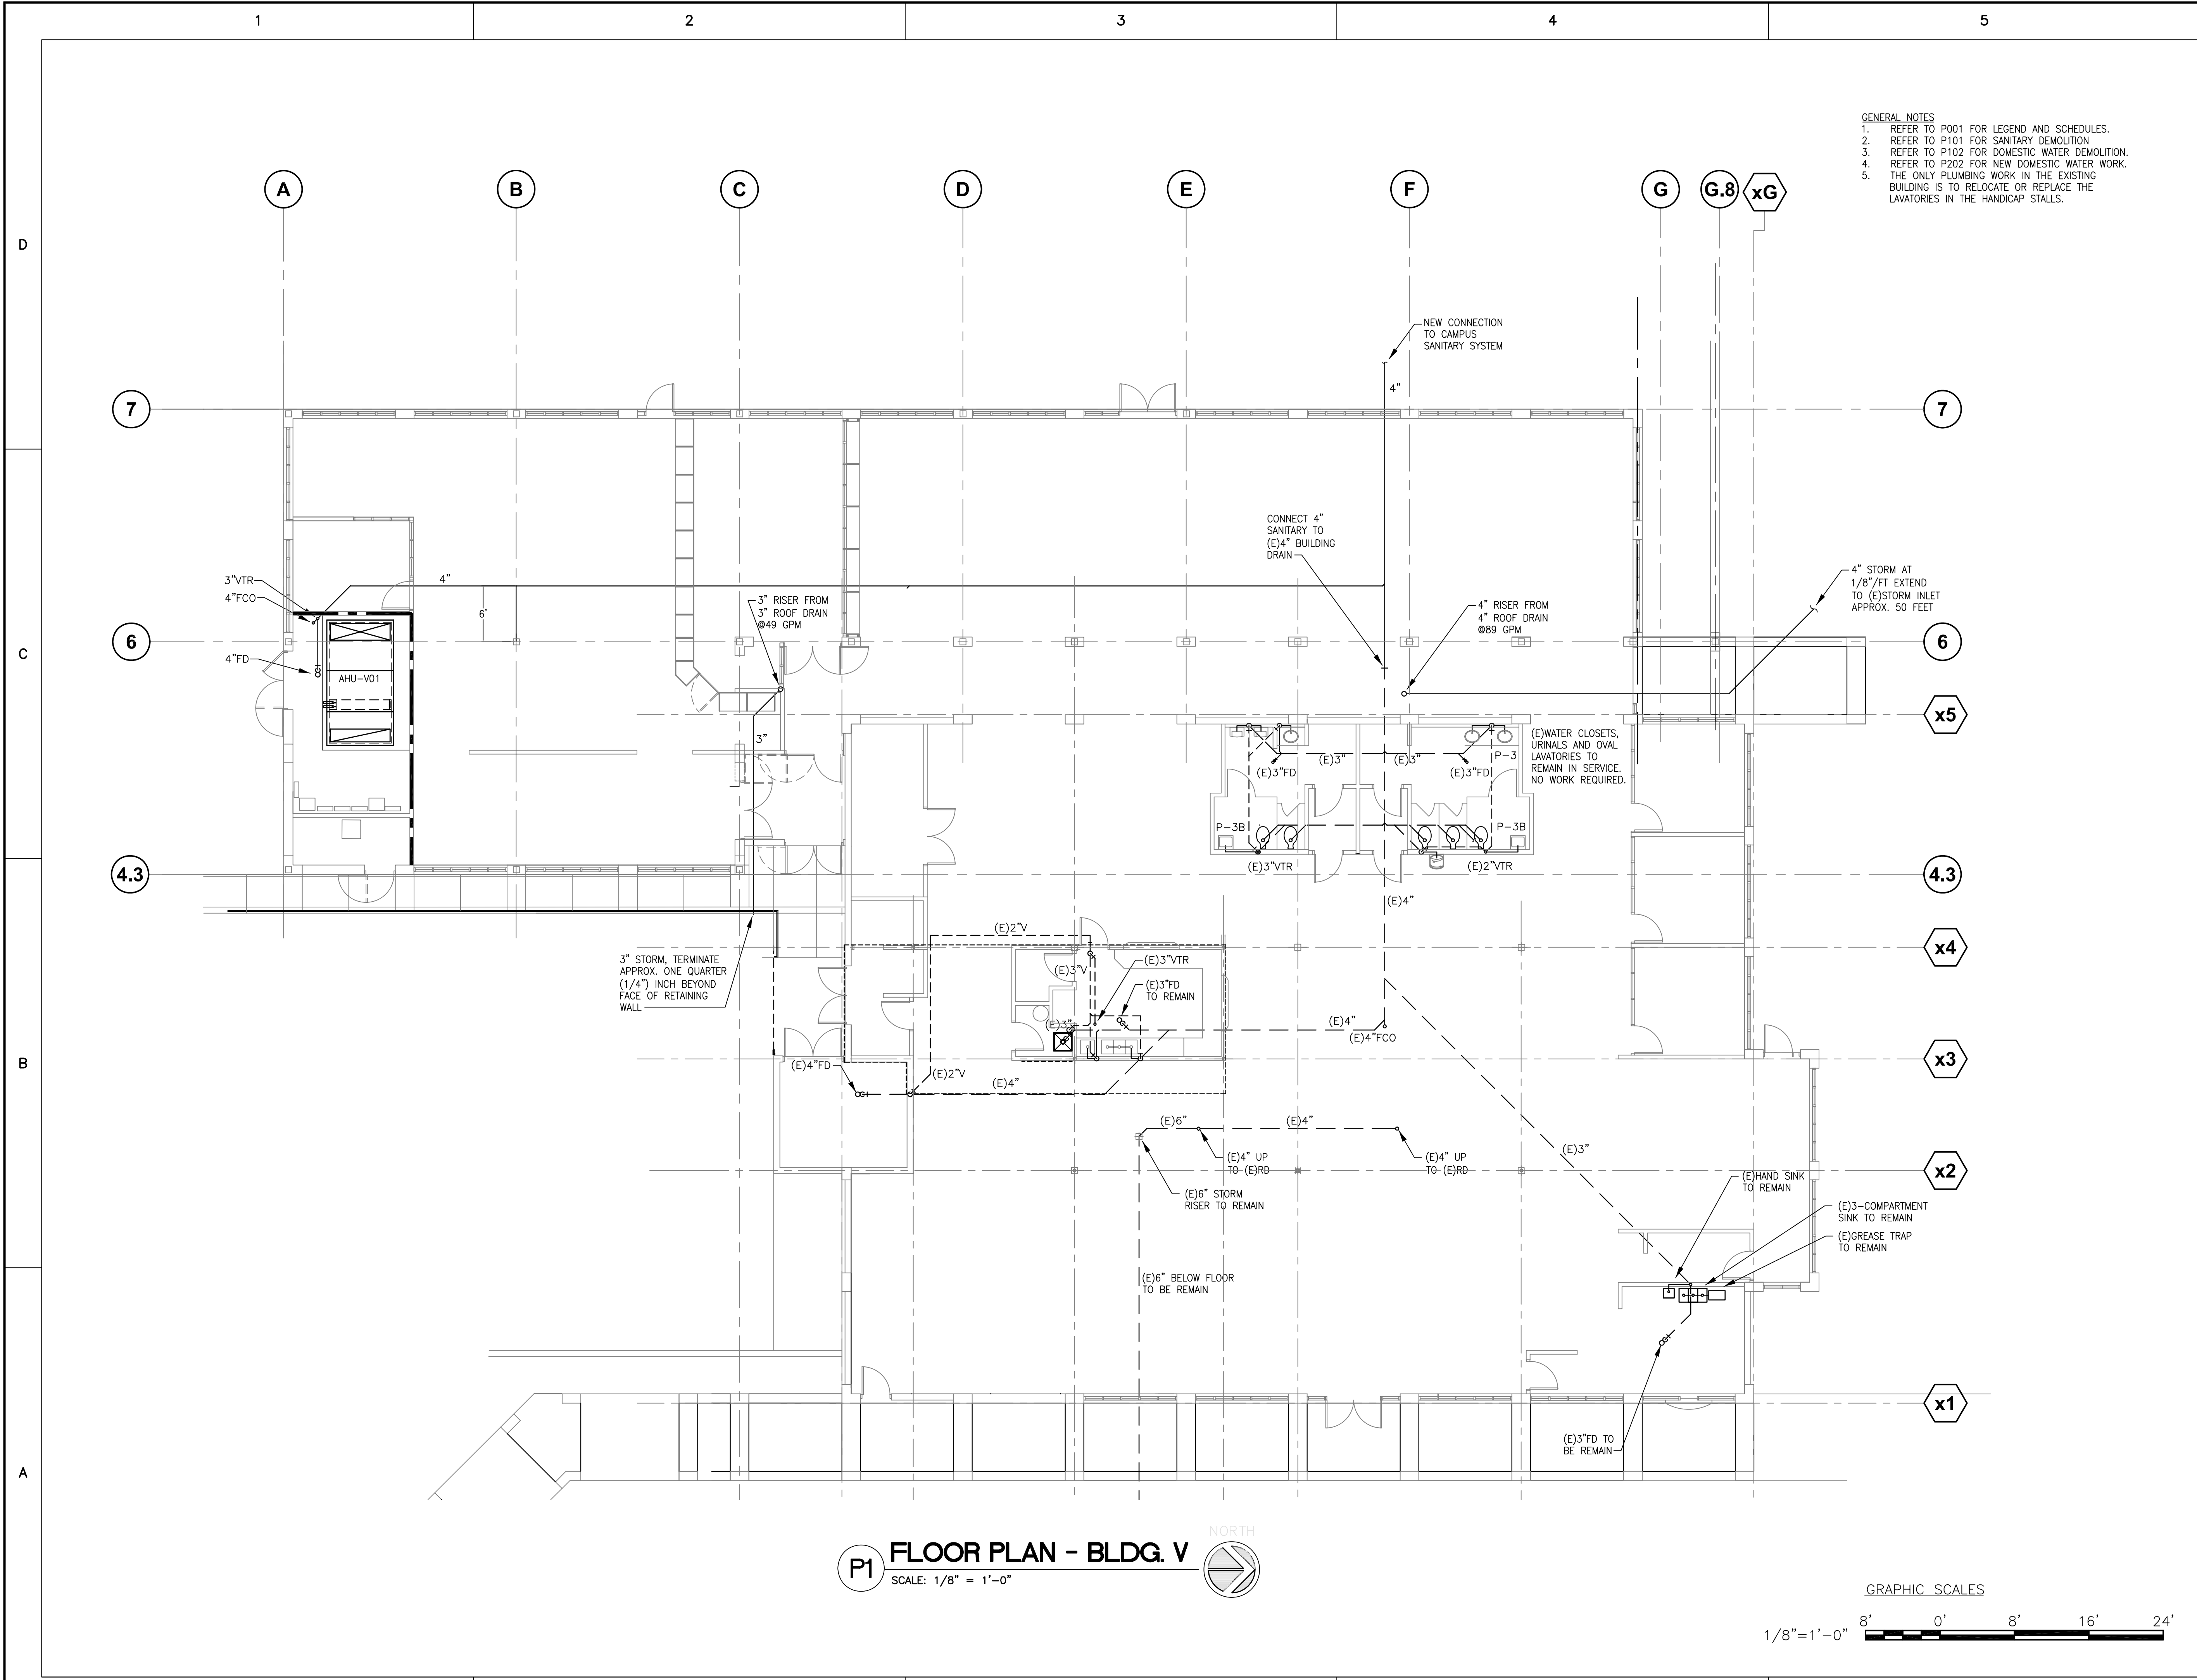 1
2
3
4
5
GENERAL NOTES
1. REFER TO P001 FOR LEGEND AND SCHEDULES.
2. REFER TO P101 FOR SANITARY DEMOLITION
3. REFER TO P102 FOR DOMESTIC WATER DEMOLITION.
4. REFER TO P202 FOR NEW DOMESTIC WATER WORK.
5. THE ONLY PLUMBING WORK IN THE EXISTING
BUILDING IS TO RELOCATE OR REPLACE THE
LAVATORIES IN THE HANDICAP STALLS.
A
B
C
D
E
F
G
G.8
xG
D
NEW CONNECTION
TO CAMPUS
SANITARY SYSTEM
4"
7
7
CONNECT 4"
SANITARY TO
(E)4" BUILDING
DRAIN
3"VTR
4"FCO
4"
6'
3" RISER FROM
3" ROOF DRAIN
@49 GPM
4" RISER FROM
4" ROOF DRAIN
@89 GPM
4" STORM AT
1/8"/FT EXTEND
TO (E)STORM INLET
APPROX. 50 FEET
6
6
C
4"FD
AHU-V01
x5
3"
(E)3"FD
(E)3"
(E)3"
(E)3"FD
P-3
(E)WATER CLOSETS,
URINALS AND OVAL
LAVATORIES TO
REMAIN IN SERVICE.
NO WORK REQUIRED.
P-3B
P-3B
(E)3"VTR
(E)2"VTR
4.3
4.3
(E)4"
(E)2"V
x4
3" STORM, TERMINATE
APPROX. ONE QUARTER
(1/4") INCH BEYOND
FACE OF RETAINING
WALL
(E)3"V
(E)3"VTR
(E)3"FD
TO REMAIN
(E)3"
(E)4"
(E)4"FCO
B
x3
(E)4"FD
(E)2"V
(E)4"
(E)6"
(E)4"
(E)4" UP
TO (E)RD
(E)4" UP
TO (E)RD
(E)3"
x2
(E)6" STORM
RISER TO REMAIN
(E)HAND SINK
TO REMAIN
(E)3-COMPARTMENT
SINK TO REMAIN
(E)GREASE TRAP
TO REMAIN
(E)6" BELOW FLOOR
TO BE REMAIN
x1
(E)3"FD TO
BE REMAIN
A
NORTH
P1
FLOOR PLAN - BLDG. V
SCALE: 1/8" = 1'-0"
GRAPHIC SCALES
1/8"=1'-0"
8' 0' 8' 16' 24'